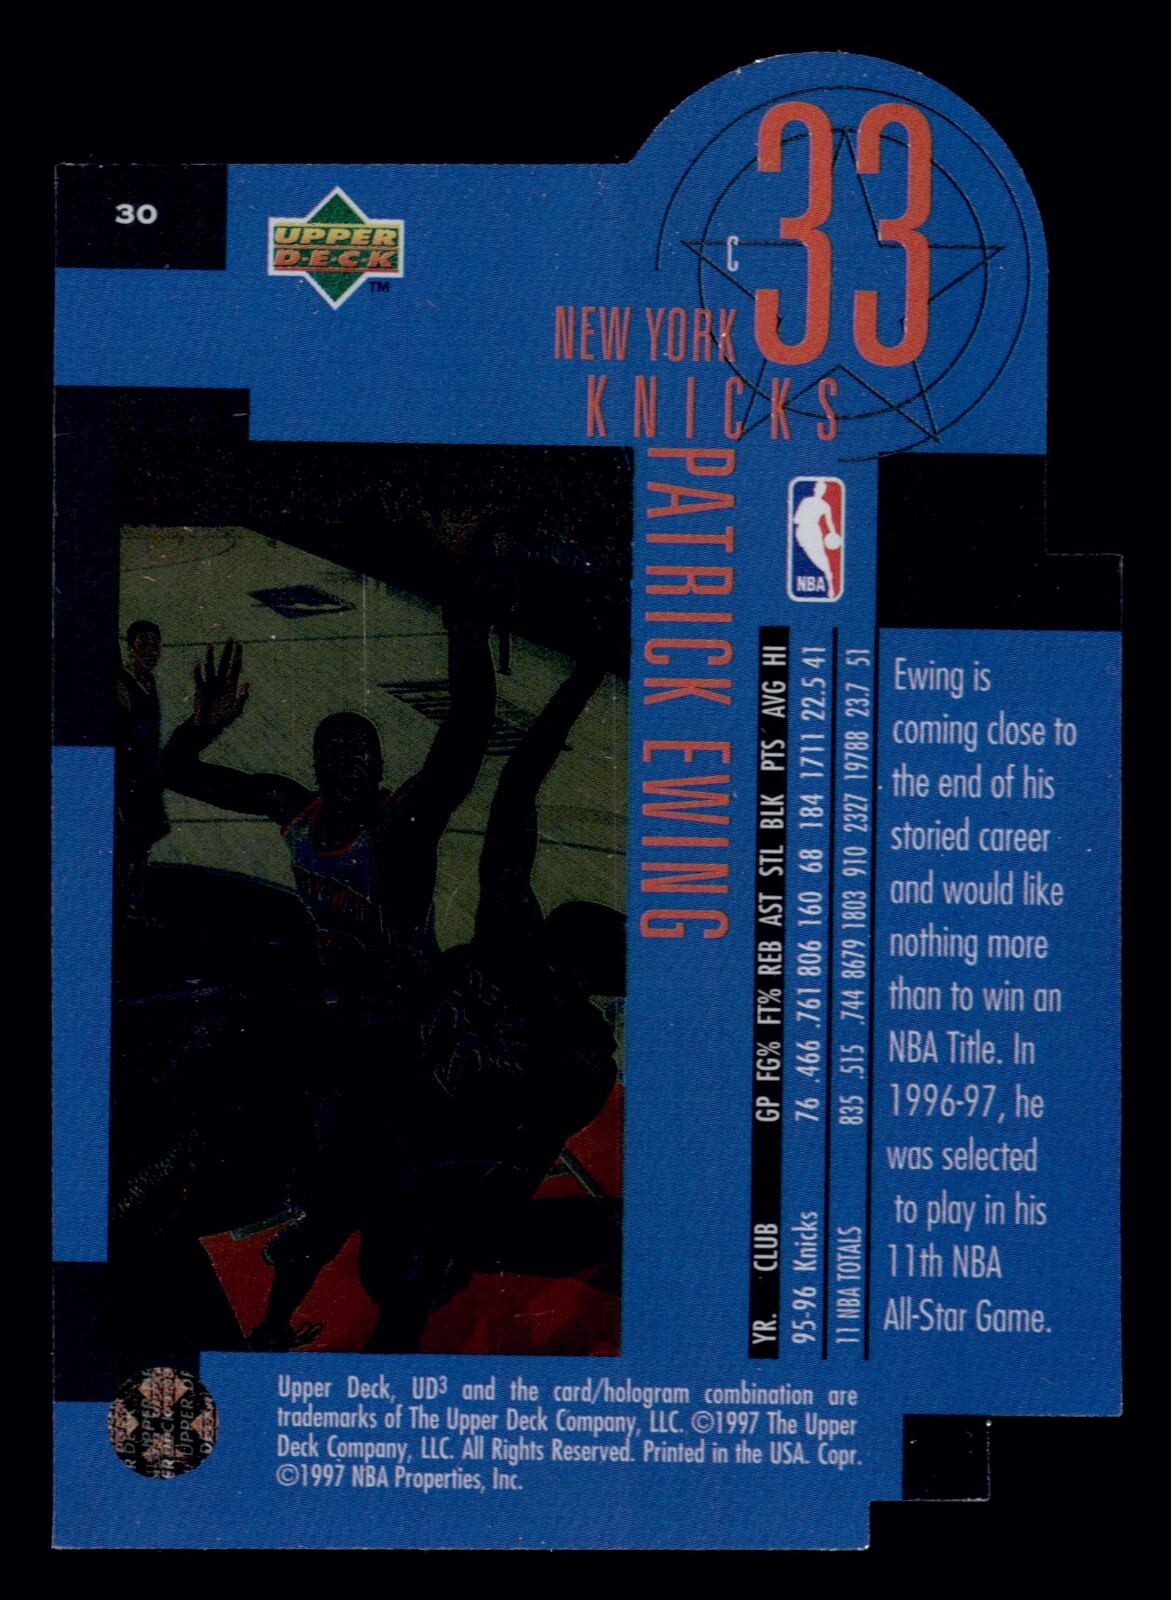 30
UPPER
D·E·C·K
TM
33
C
NEW YORK
KNICKS
PATRICK EWING
NBA
YR. CLUB GP FG% FT% REB AST STL BLK PTS AVG HI
95-96 Knicks 76 .466 .761 806 160 68 184 1711 22.5 41
11 NBA TOTALS 835 .515 .744 8679 1803 910 2327 19788 23.7 51
Ewing is
coming close to
the end of his
storied career
and would like
nothing more
than to win an
NBA Title. In
1996-97, he
was selected
to play in his
11th NBA
All-Star Game.
Upper Deck, UD3 and the card/hologram combination are
trademarks of The Upper Deck Company, LLC. ©1997 The Upper
Deck Company, LLC. All Rights Reserved. Printed in the USA. Copr.
©1997 NBA Properties, Inc.